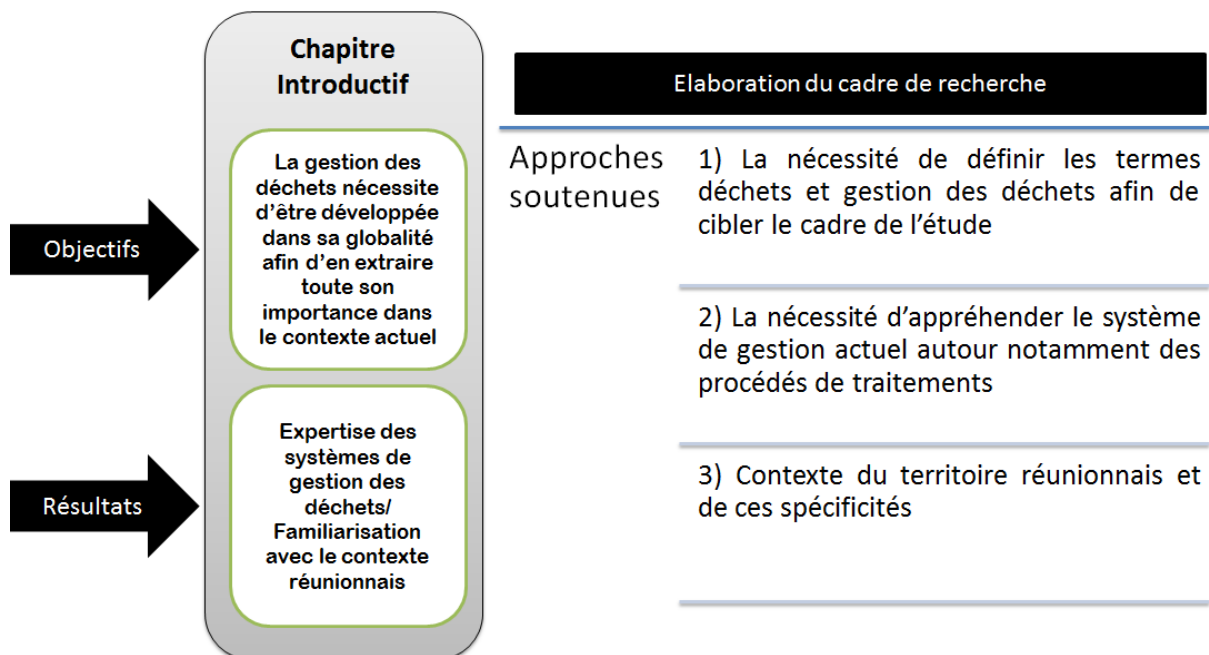 Chapitre
Introductif
Objectifs
La gestion des
déchets nécessite
d'être développée
dans sa globalité
afin d'en extraire
toute son
importance dans
le contexte actuel
Résultats
Expertise des
systèmes de
gestion des
déchets/
Familiarisation
avec le contexte
réunionnais
Elaboration du cadre de recherche
Approches
soutenues
1) La nécessité de définir les termes
déchets et gestion des déchets afin de
cibler le cadre de l'étude
2) La nécessité d'appréhender le système
de gestion actuel autour notamment des
procédés de traitements
3) Contexte du territoire réunionnais et
de ces spécificités